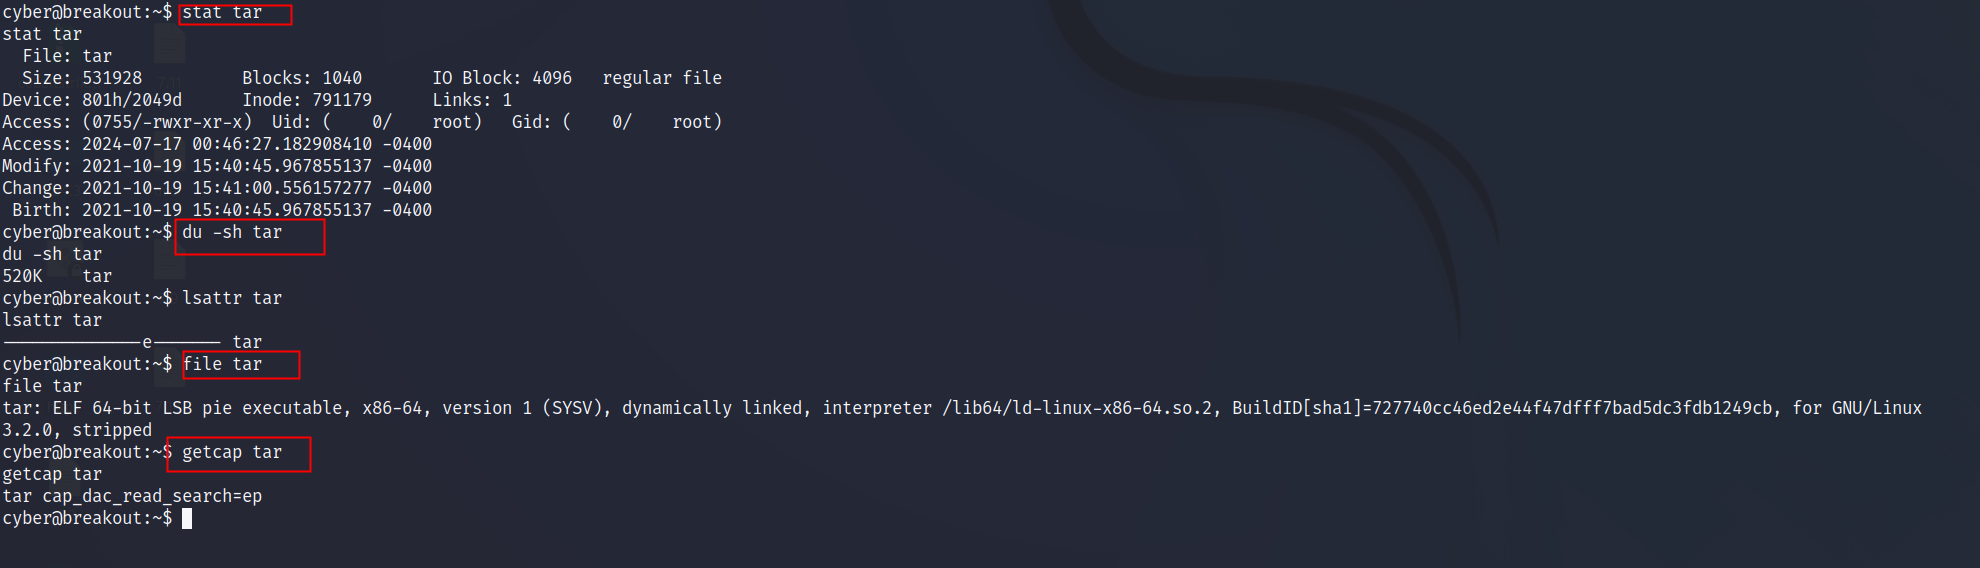 cyber@breakout:~$ stat tar
stat tar
  File: tar
  Size: 531928          Blocks: 1040       IO Block: 4096   regular file
Device: 801h/2049d      Inode: 791179      Links: 1
Access: (0755/-rwxr-xr-x)  Uid: (    0/    root)   Gid: (    0/    root)
Access: 2024-07-17 00:46:27.182908410 -0400
Modify: 2021-10-19 15:40:45.967855137 -0400
Change: 2021-10-19 15:41:00.556157277 -0400
 Birth: 2021-10-19 15:40:45.967855137 -0400
cyber@breakout:~$ du -sh tar
du -sh tar
520K    tar
cyber@breakout:~$ lsattr tar
lsattr tar
--------------e------- tar
cyber@breakout:~$ file tar
file tar
tar: ELF 64-bit LSB pie executable, x86-64, version 1 (SYSV), dynamically linked, interpreter /lib64/ld-linux-x86-64.so.2, BuildID[sha1]=727740cc46ed2e44f47dfff7bad5dc3fdb1249cb, for GNU/Linux
3.2.0, stripped
cyber@breakout:~$ getcap tar
getcap tar
tar cap_dac_read_search=ep
cyber@breakout:~$